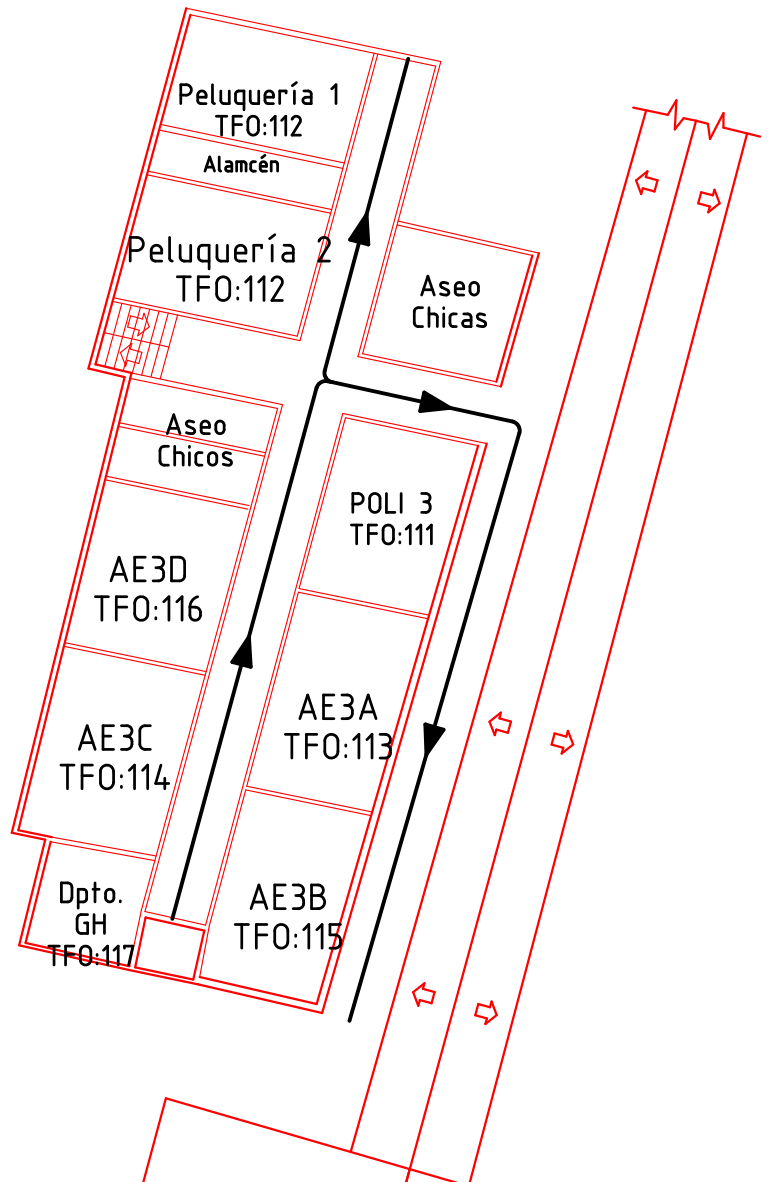 Peluquería 1
TFO:112
Alamcén
Peluquería 2
TFO:112
Aseo
Chicas
Aseo
Chicos
POLI 3
TFO:111
AE3D
TFO:116
AE3A
TFO:113
AE3C
TFO:114
AE3B
TFO:115
Dpto.
GH
TFO:117